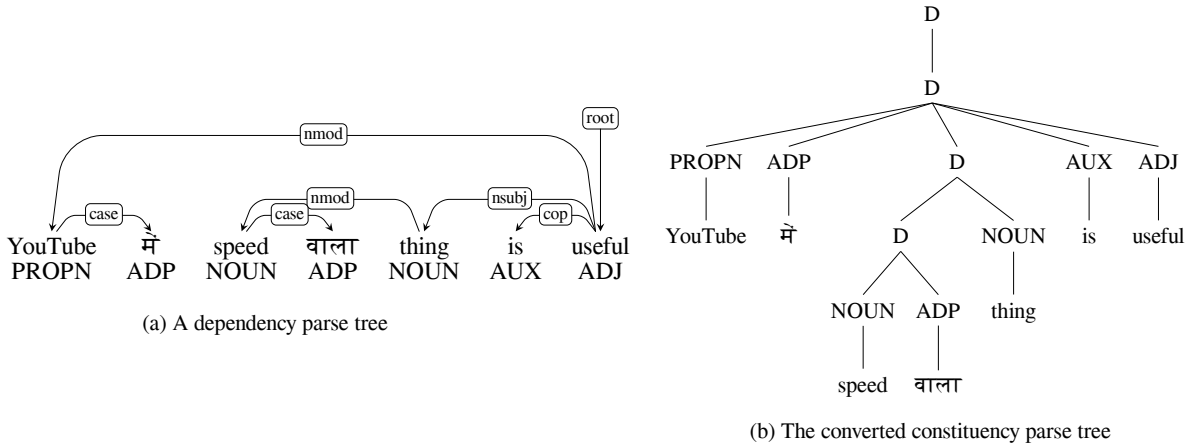 root
nmod
nmod
nsubj
case
case
cop
YouTube में speed वाला thing is useful
PROPN ADP NOUN ADP NOUN AUX ADJ
(a) A dependency parse tree
D
D
PROPN ADP D AUX ADJ
YouTube में D NOUN is useful
NOUN ADP thing
speed वाला
(b) The converted constituency parse tree